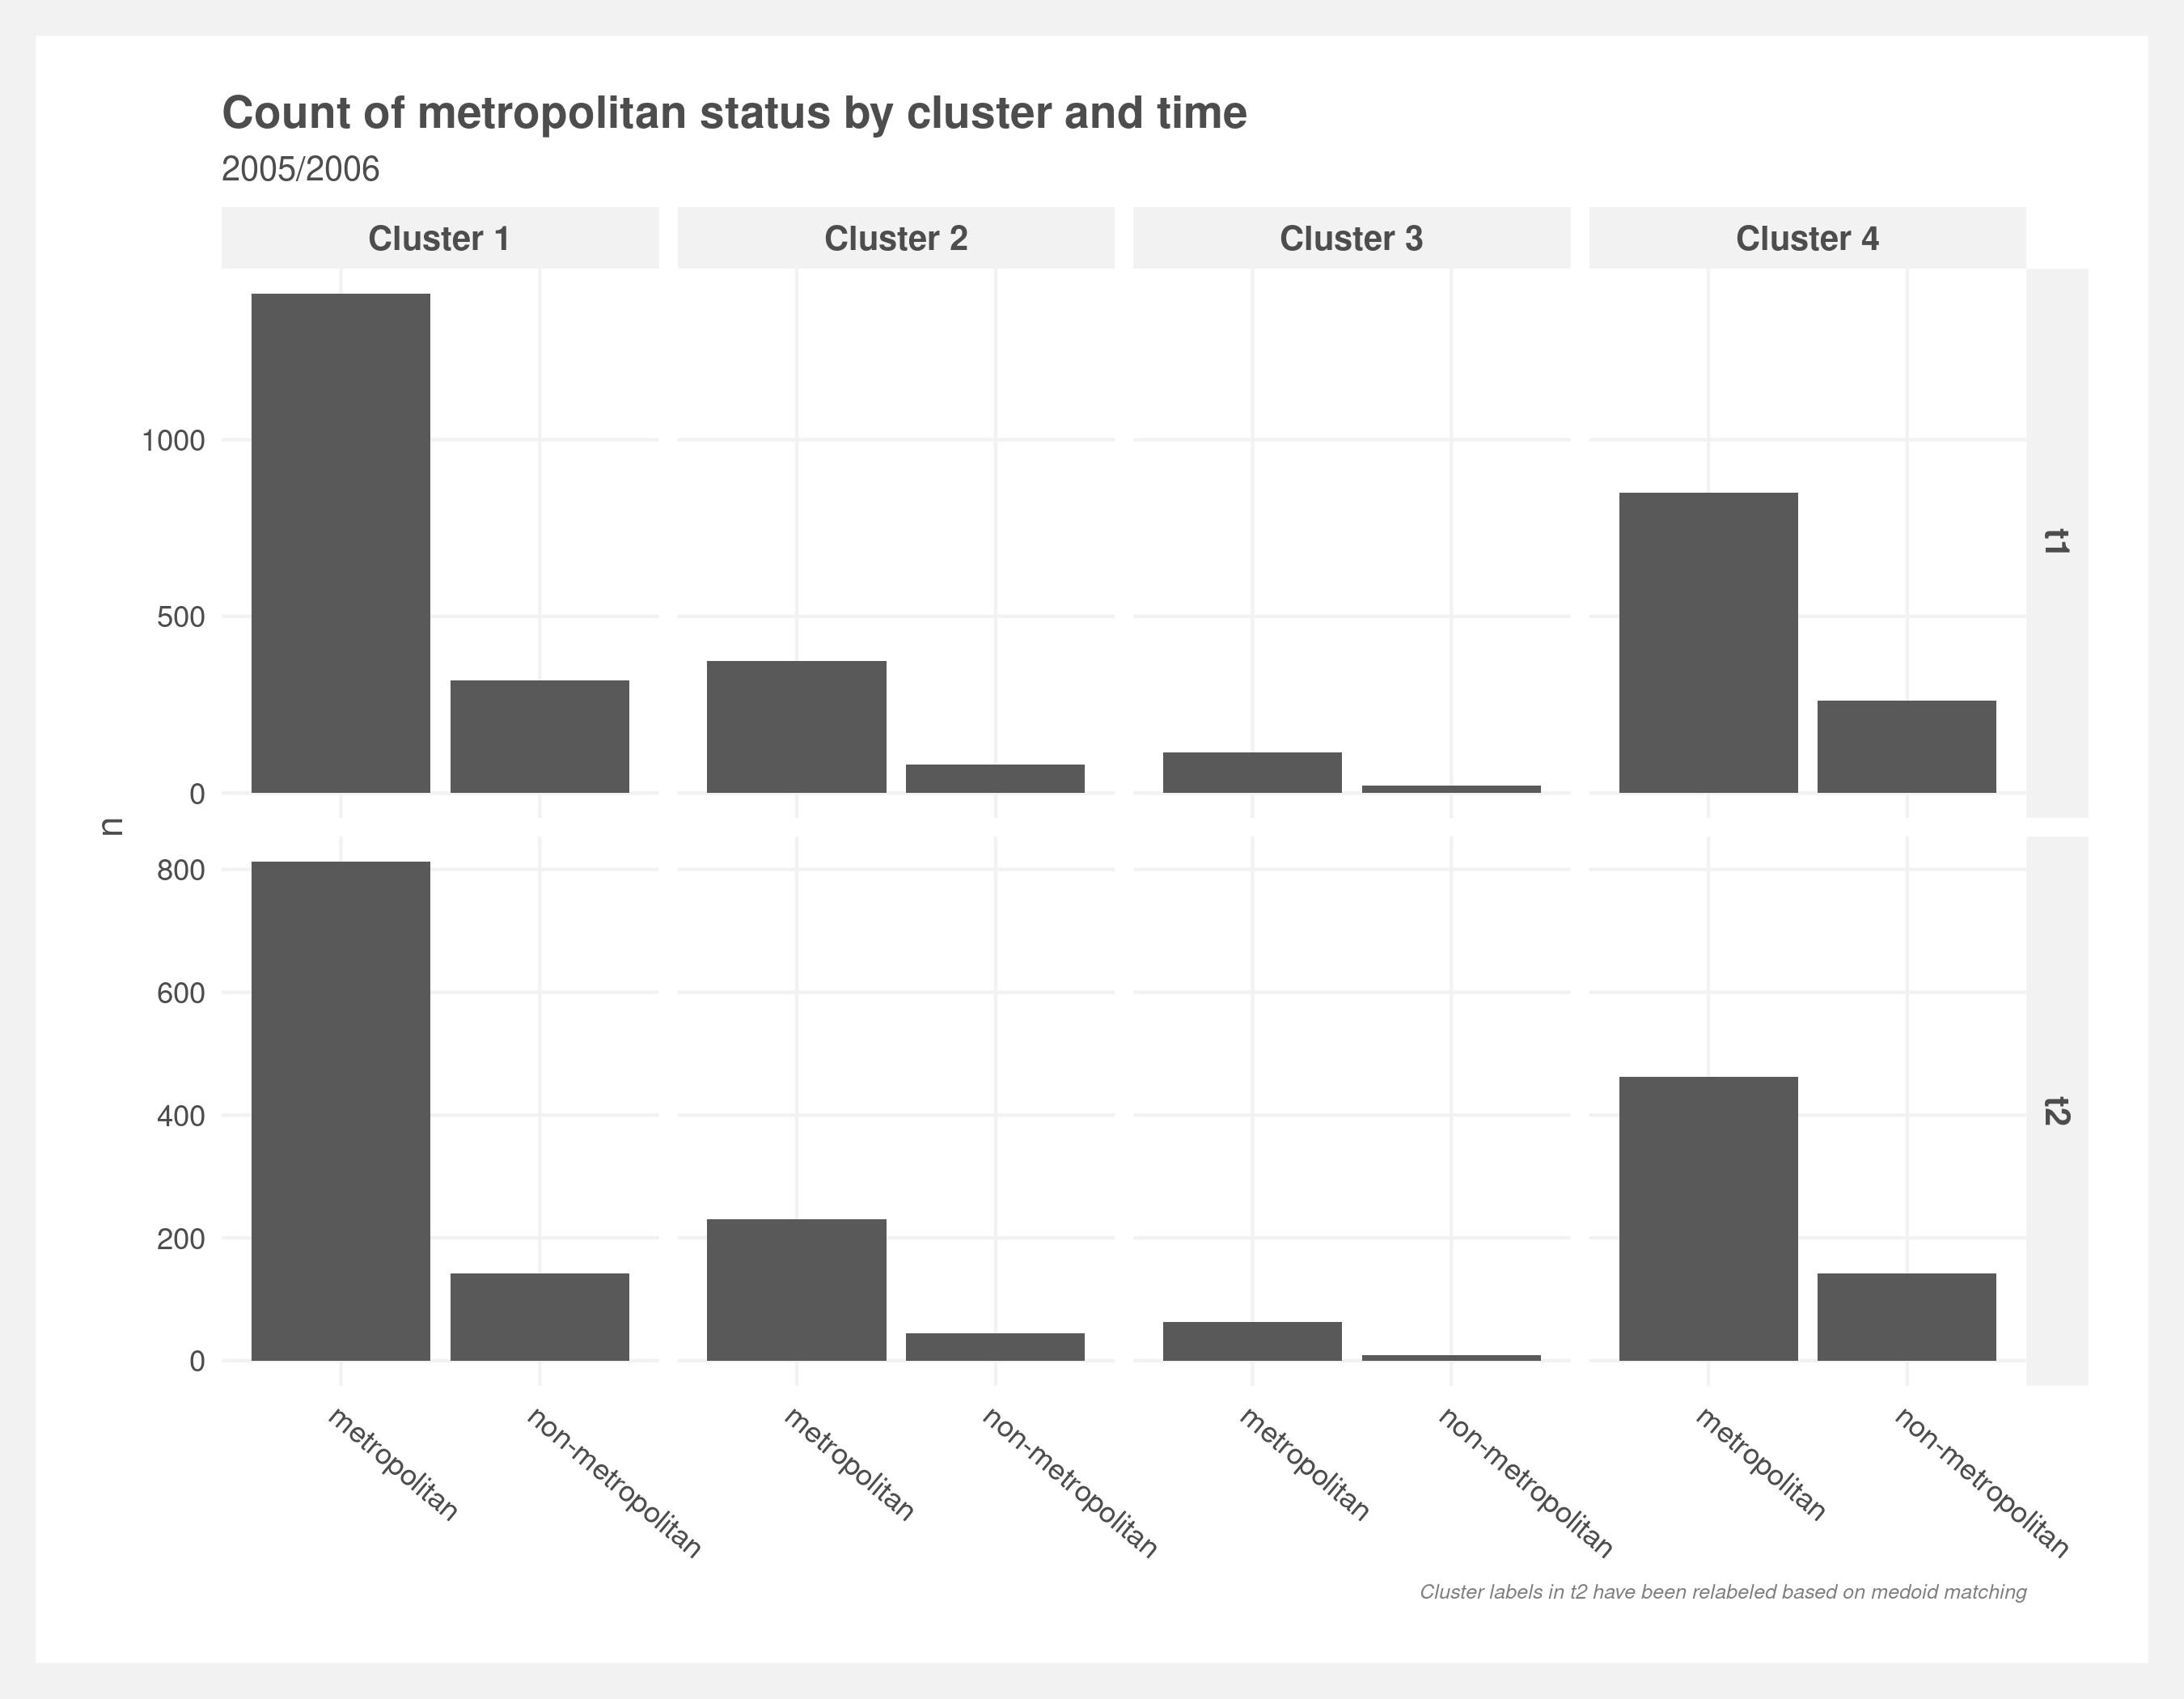 Count of metropolitan status by cluster and time
2005/2006
Cluster 1
Cluster 2
Cluster 3
Cluster 4
1000
500
0
t1
n
800
600
400
200
0
t2
metropolitan
non-metropolitan
metropolitan
non-metropolitan
metropolitan
non-metropolitan
metropolitan
non-metropolitan
Cluster labels in t2 have been relabeled based on medoid matching